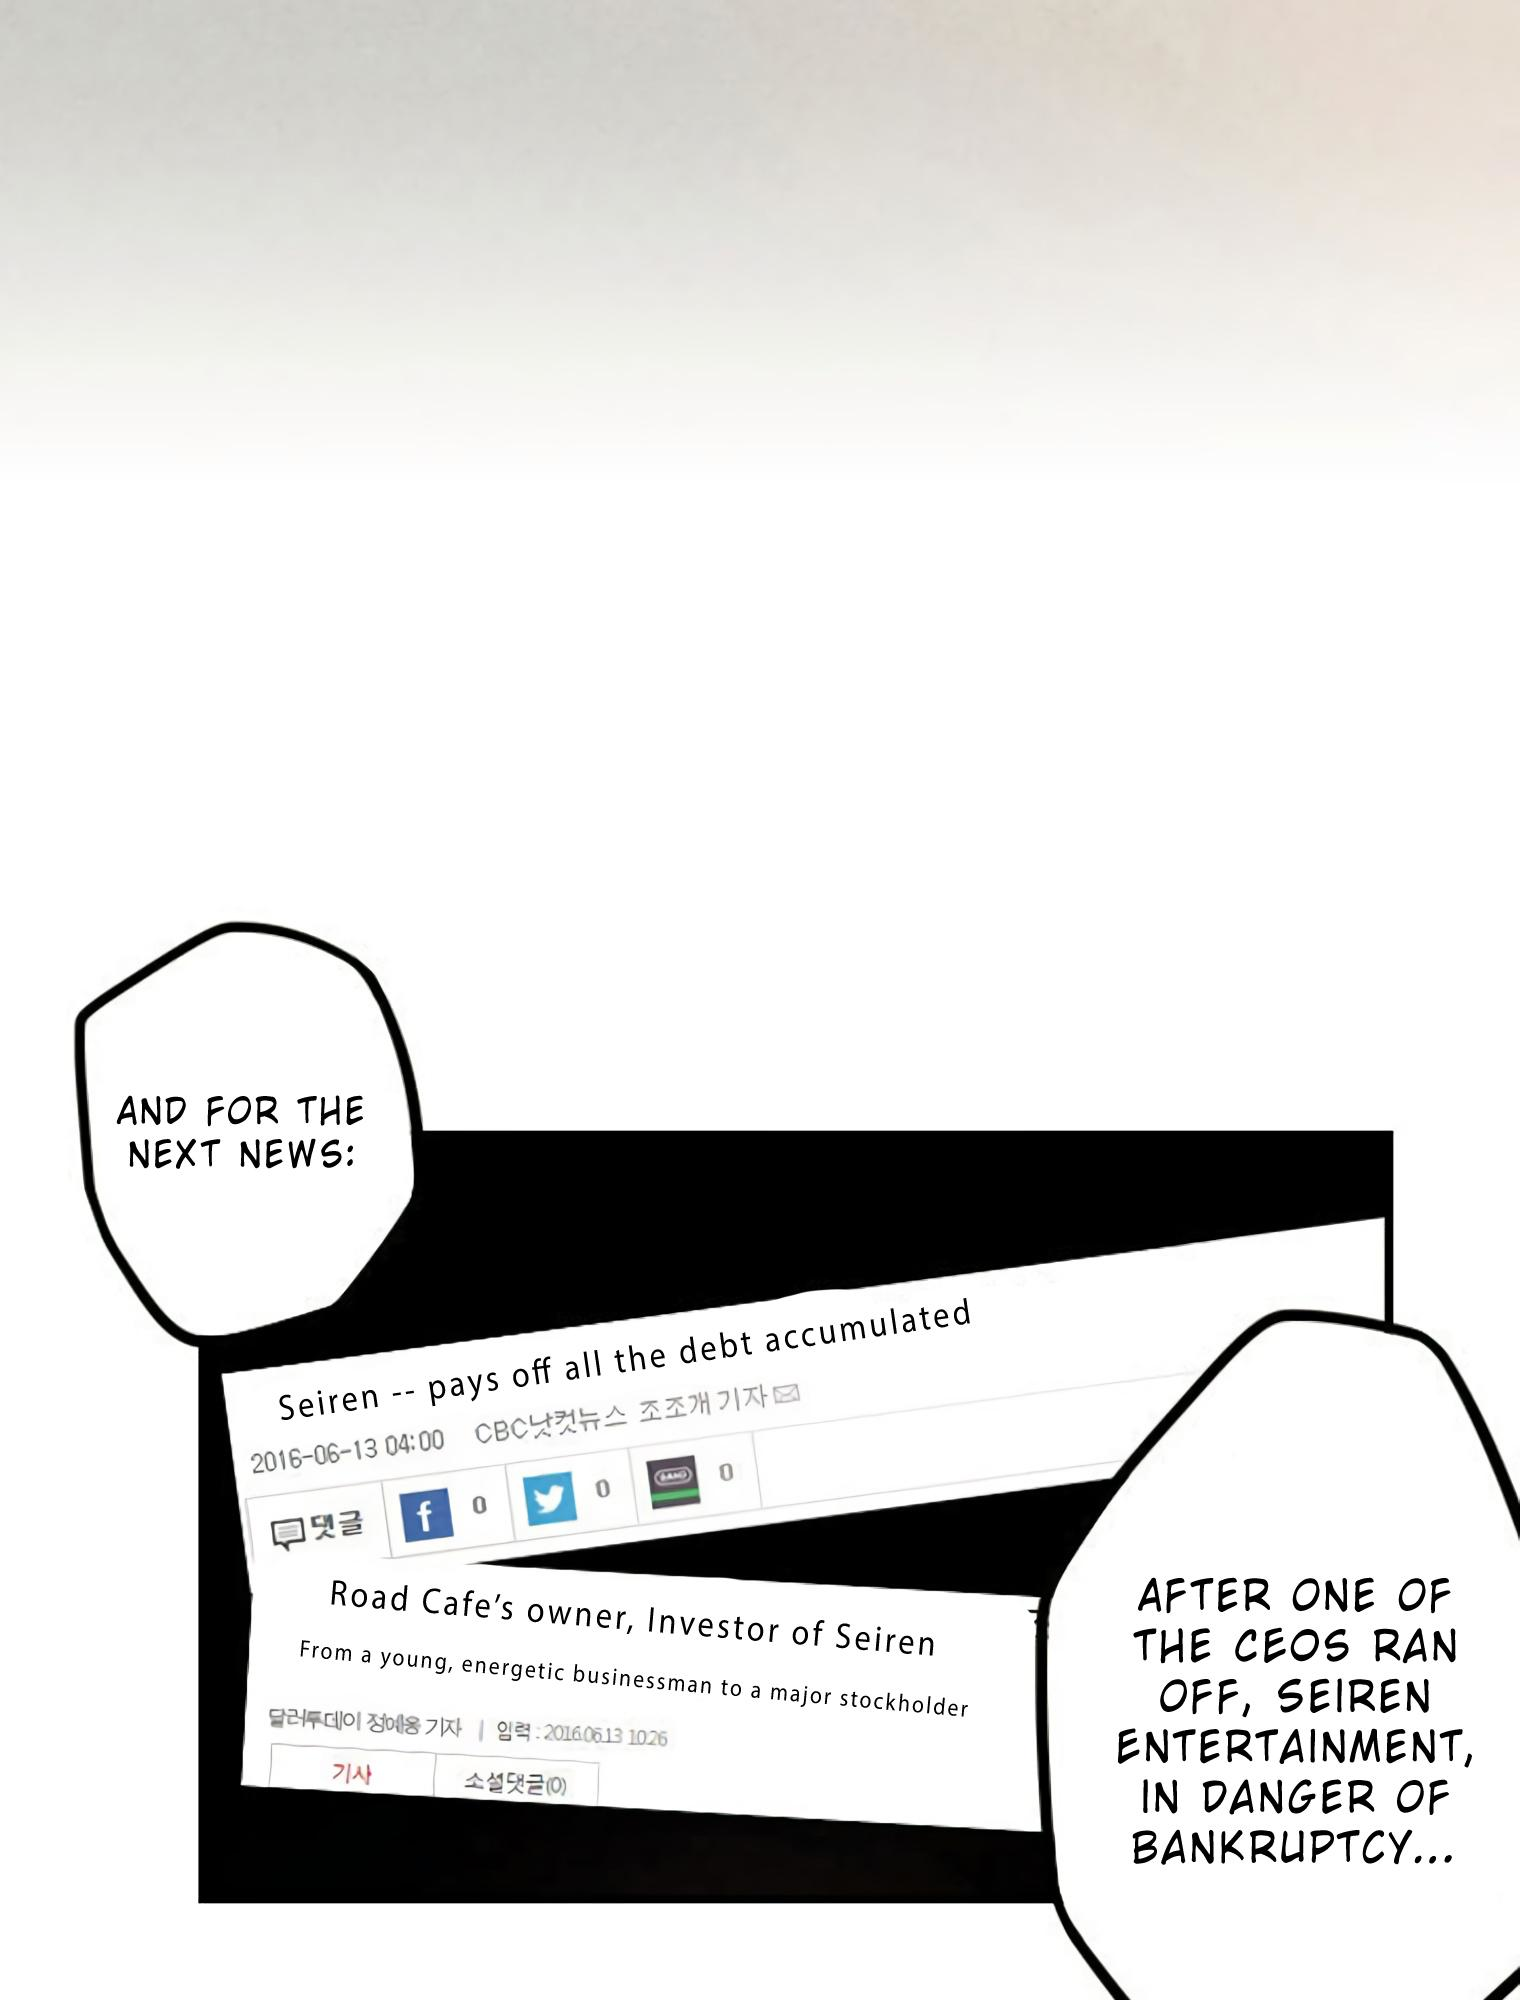 AND FOR THE
NEXT NEWS:
Seiren -- pays off all the debt accumulated
2016-06-13 04:00 CBC낫컷뉴스 조조개 기자
댓글
f 0
0
0
Road Cafe's owner, Investor of Seiren
From a young, energetic businessman to a major stockholder
달러투데이 정예옹 기자 | 입력 : 2016.06.13 10:26
기사
소셜댓글(0)
AFTER ONE OF
THE CEOS RAN
OFF, SEIREN
ENTERTAINMENT,
IN DANGER OF
BANKRUPTCY...